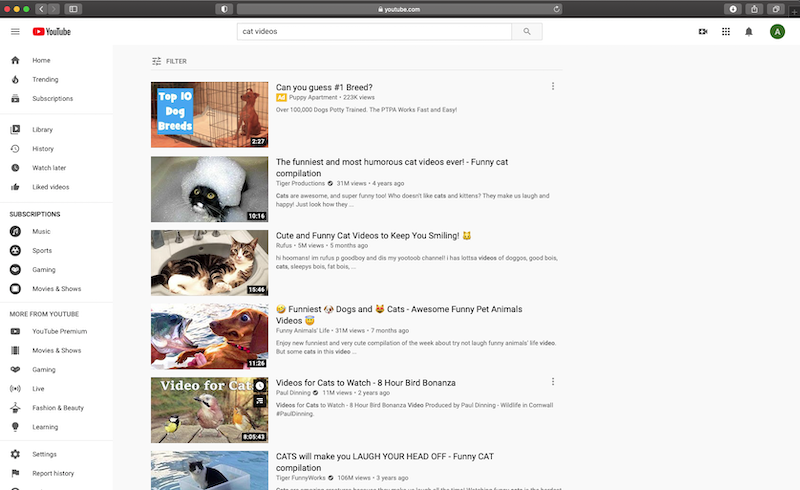 youtube.com
YouTube
cat videos
A
Home
Trending
Subscriptions
Library
History
Watch later
Liked videos
SUBSCRIPTIONS
Music
Sports
Gaming
Movies & Shows
MORE FROM YOUTUBE
YouTube Premium
Movies & Shows
Gaming
Live
Fashion & Beauty
Learning
Settings
Report history
FILTER
Top 10
Dog
Breeds
2:27
Can you guess #1 Breed?
Ad Puppy Apartment • 223K views
Over 100,000 Dogs Potty Trained. The PTPA Works Fast and Easy!
10:16
The funniest and most humorous cat videos ever! - Funny cat
compilation
Tiger Productions 31M views • 4 years ago
Cats are awesome, and super funny too! Who doesn't like cats and kittens? They make us laugh and
happy! Just look how they ...
15:46
Cute and Funny Cat Videos to Keep You Smiling! 🐱
Rufus • 5M views • 5 months ago
hi hoomans! im rufus p goodboy and dis my yootoob channel! i has lottsa videos of doggos, good bois,
cats, sleepys bois, fat bois, ...
11:26
🤣 Funniest 🐶 Dogs and 😻 Cats - Awesome Funny Pet Animals
Videos 😇
Funny Animals' Life • 31M views • 7 months ago
Enjoy new funniest and very cute compilation of the week about try not laugh funny animals' life video.
But some cats in this video ...
Video for Cats
8:05:43
Videos for Cats to Watch - 8 Hour Bird Bonanza
Paul Dinning 11M views • 2 years ago
Videos for Cats to Watch - 8 Hour Bird Bonanza Video Produced by Paul Dinning - Wildlife in Cornwall
#PaulDinning.
CATS will make you LAUGH YOUR HEAD OFF - Funny CAT
compilation
Tiger FunnyWorks 106M views • 3 years ago